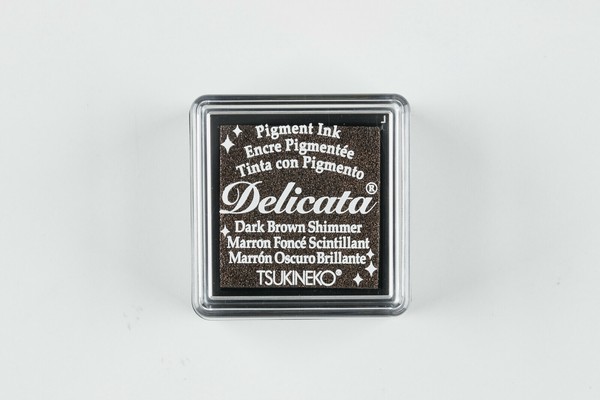 Pigment Ink
Encre Pigmentée
Tinta con Pigmento
Delicata®
Dark Brown Shimmer
Marron Foncé Scintillant
Marrón Oscuro Brillante
TSUKINEKO®